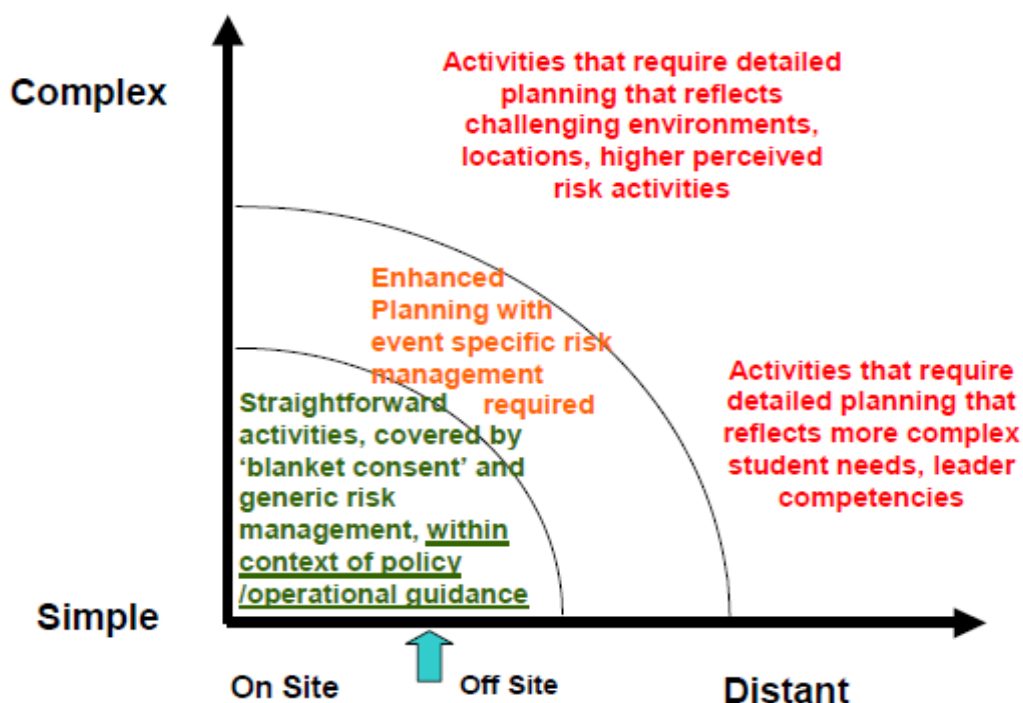 Complex
Activities that require detailed
planning that reflects
challenging environments,
locations, higher perceived
risk activities
Enhanced
Planning with
event specific risk
management
required
Straightforward
activities, covered by
‘blanket consent’ and
generic risk
management, within
context of policy
/operational guidance
Activities that require
detailed planning that
reflects more complex
student needs, leader
competencies
Simple
On Site
Off Site
Distant